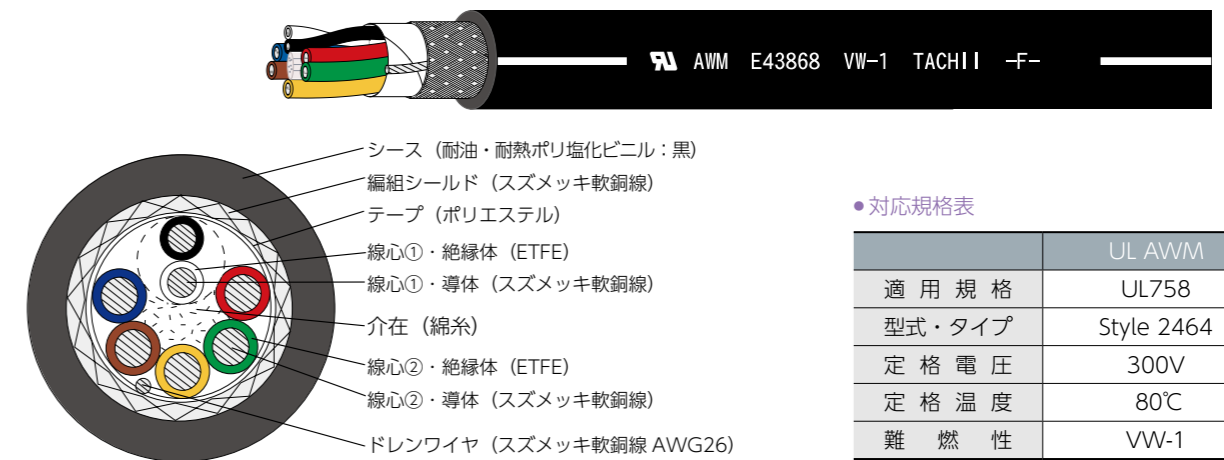 AWM E43868 VW-1 TACHII -F-
シース（耐油・耐熱ポリ塩化ビニル：黒）
編組シールド（スズメッキ軟銅線）
テープ（ポリエステル）
線心①・絶縁体（ETFE）
線心①・導体（スズメッキ軟銅線）
介在（綿糸）
線心②・絶縁体（ETFE）
線心②・導体（スズメッキ軟銅線）
ドレンワイヤ（スズメッキ軟銅線 AWG26）
●対応規格表
UL AWM
適用規格 UL758
型式・タイプ Style 2464
定格電圧 300V
定格温度 80℃
難燃性 VW-1